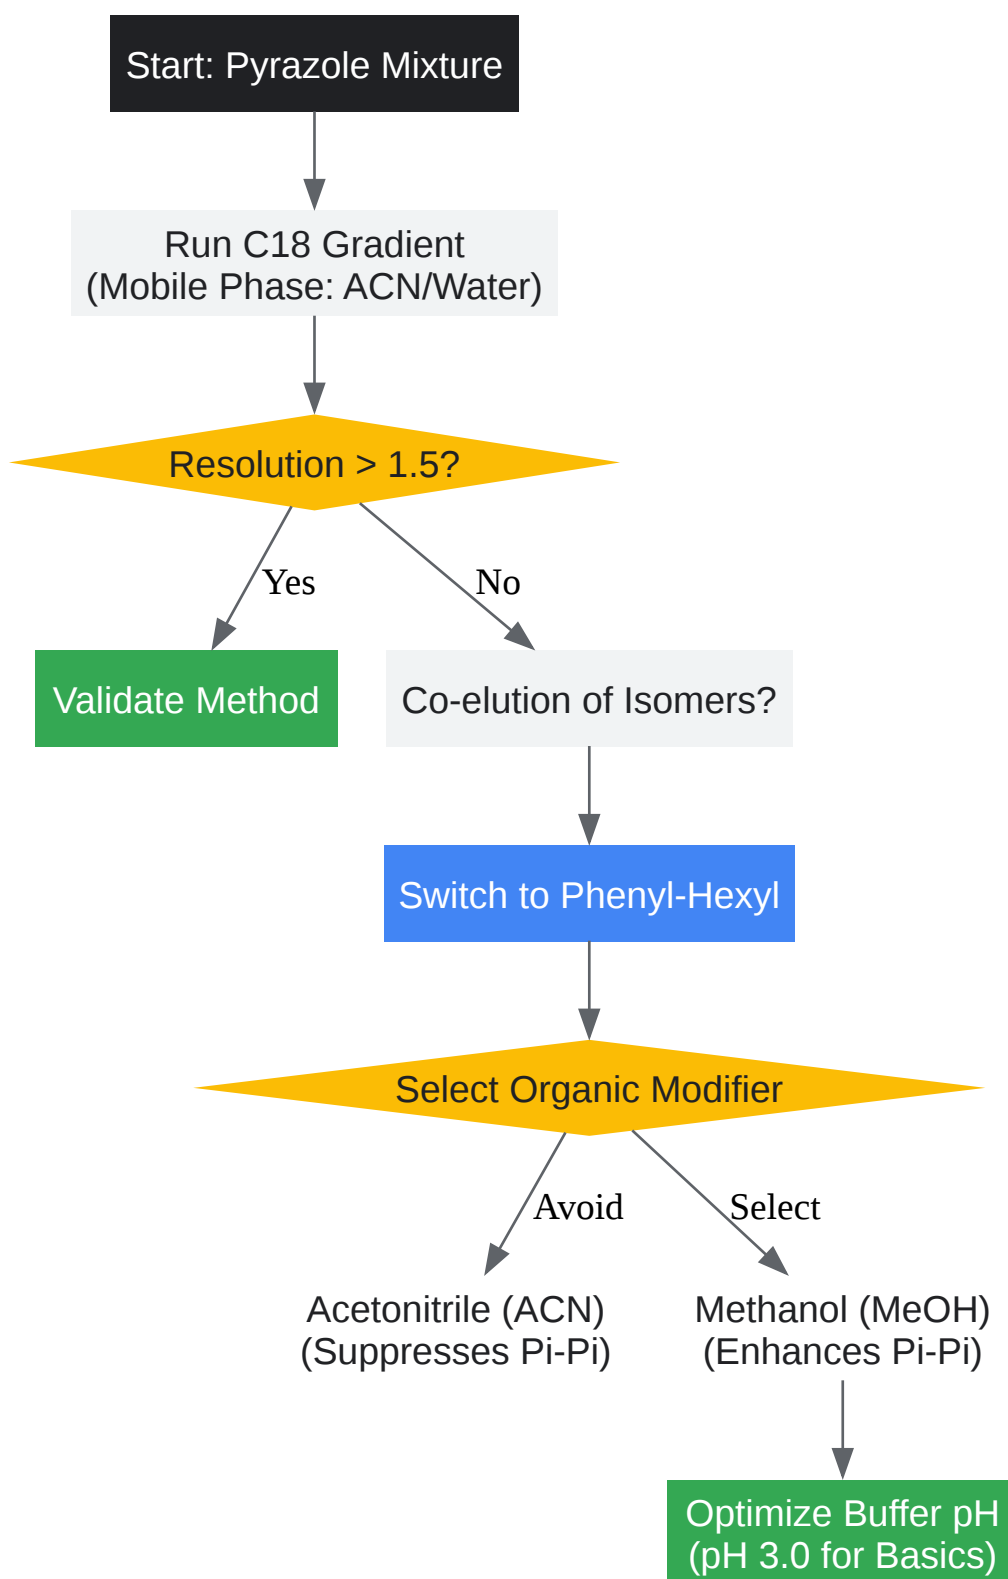 Start: Pyrazole Mixture
Run C18 Gradient
(Mobile Phase: ACN/Water)
Resolution > 1.5?
Yes
No
Validate Method
Co-elution of Isomers?
Switch to Phenyl-Hexyl
Select Organic Modifier
Avoid
Select
Acetonitrile (ACN)
(Suppresses Pi-Pi)
Methanol (MeOH)
(Enhances Pi-Pi)
Optimize Buffer pH
(pH 3.0 for Basics)